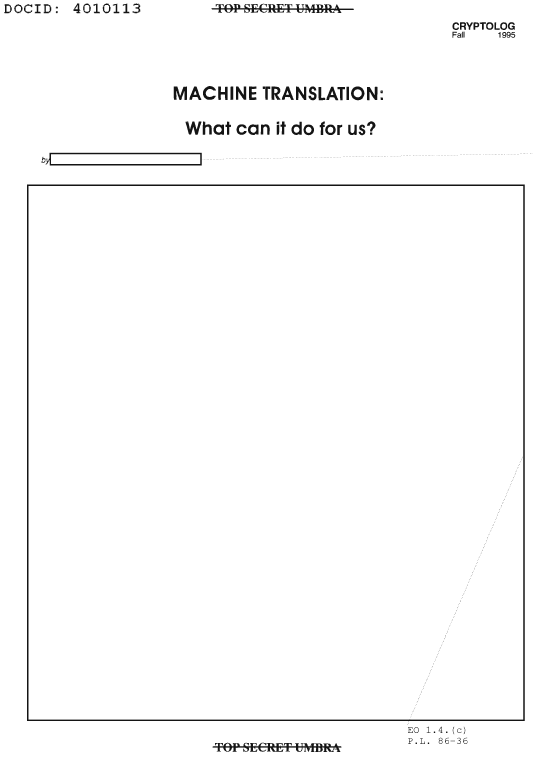 DOCID: 4010113
TOP SECRET UMBRA
CRYPTOLOG
Fall 1995
MACHINE TRANSLATION:
What can it do for us?
by
EO 1.4.(c)
P.L. 86-36
TOP SECRET UMBRA